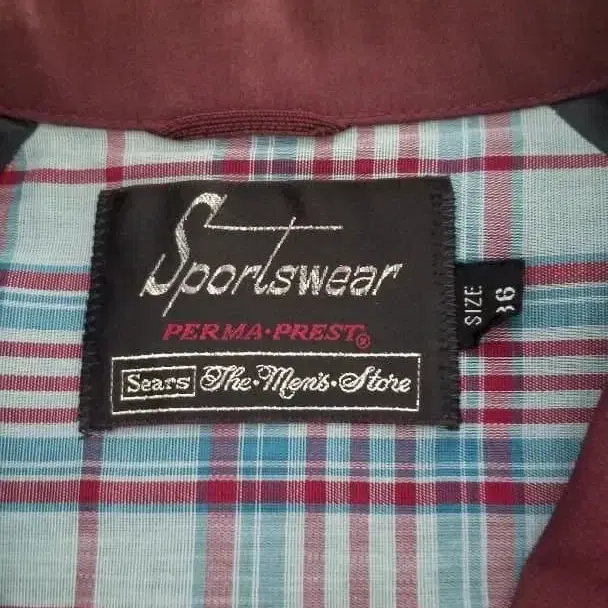 Sportswear
PERMA·PREST®
Sears The·Men's·Store
SIZE
36